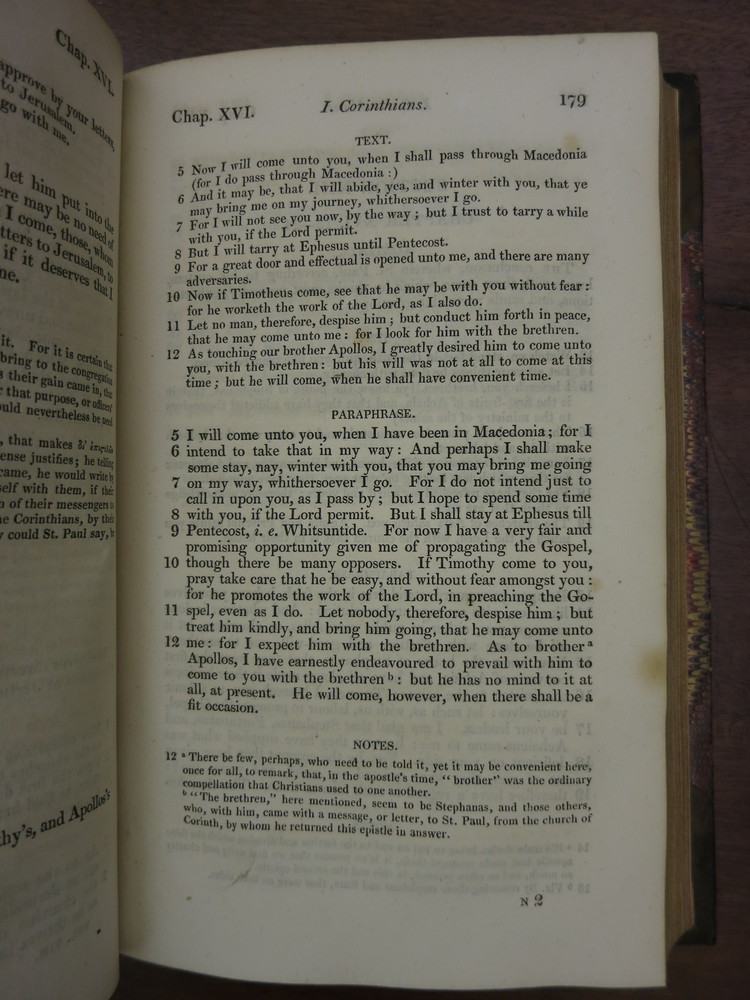 Chap. XVI.
approve by your letters,
to Jerusalem.
go with me.
let him put into the
ere may be no need of
I come, those, whom
tters to Jerusalem, to
if it deserves that I
me.
it. For it is certain that
bring to the congregation
s their gain came in, the
that purpose, or officers
ould nevertheless be need
, that makes
ense justifies; he telling
came, he would write by
self with them, if their
n of their messengers to
e Corinthians, by their
y could St. Paul say, he
thy's, and Apollos's
Chap. XVI. I. Corinthians. 179
TEXT.
5 Now I will come unto you, when I shall pass through Macedonia
(for I do pass through Macedonia :)
6 And it may be, that I will abide, yea, and winter with you, that ye
may bring me on my journey, whithersoever I go.
7 For I will not see you now, by the way ; but I trust to tarry a while
with you, if the Lord permit.
8 But I will tarry at Ephesus until Pentecost.
9 For a great door and effectual is opened unto me, and there are many
adversaries.
10 Now if Timotheus come, see that he may be with you without fear :
for he worketh the work of the Lord, as I also do.
11 Let no man, therefore, despise him ; but conduct him forth in peace,
that he may come unto me : for I look for him with the brethren.
12 As touching our brother Apollos, I greatly desired him to come unto
you, with the brethren : but his will was not at all to come at this
time ; but he will come, when he shall have convenient time.
PARAPHRASE.
5 I will come unto you, when I have been in Macedonia; for I
6 intend to take that in my way: And perhaps I shall make
some stay, nay, winter with you, that you may bring me going
7 on my way, whithersoever I go. For I do not intend just to
call in upon you, as I pass by ; but I hope to spend some time
8 with you, if the Lord permit. But I shall stay at Ephesus till
9 Pentecost, i. e. Whitsuntide. For now I have a very fair and
promising opportunity given me of propagating the Gospel,
10 though there be many opposers. If Timothy come to you,
pray take care that he be easy, and without fear amongst you :
for he promotes the work of the Lord, in preaching the Go-
11 spel, even as I do. Let nobody, therefore, despise him ; but
treat him kindly, and bring him going, that he may come unto
12 me: for I expect him with the brethren. As to brother a
Apollos, I have earnestly endeavoured to prevail with him to
come to you with the brethren b : but he has no mind to it at
all, at present. He will come, however, when there shall be a
fit occasion.
NOTES.
12 a There be few, perhaps, who need to be told it, yet it may be convenient here,
once for all, to remark, that, in the apostle's time, “ brother” was the ordinary
compellation that Christians used to one another.
b “ The brethren,” here mentioned, seem to be Stephanas, and those others,
who, with him, came with a message, or letter, to St. Paul, from the church of
Corinth, by whom he returned this epistle in answer.
N 2